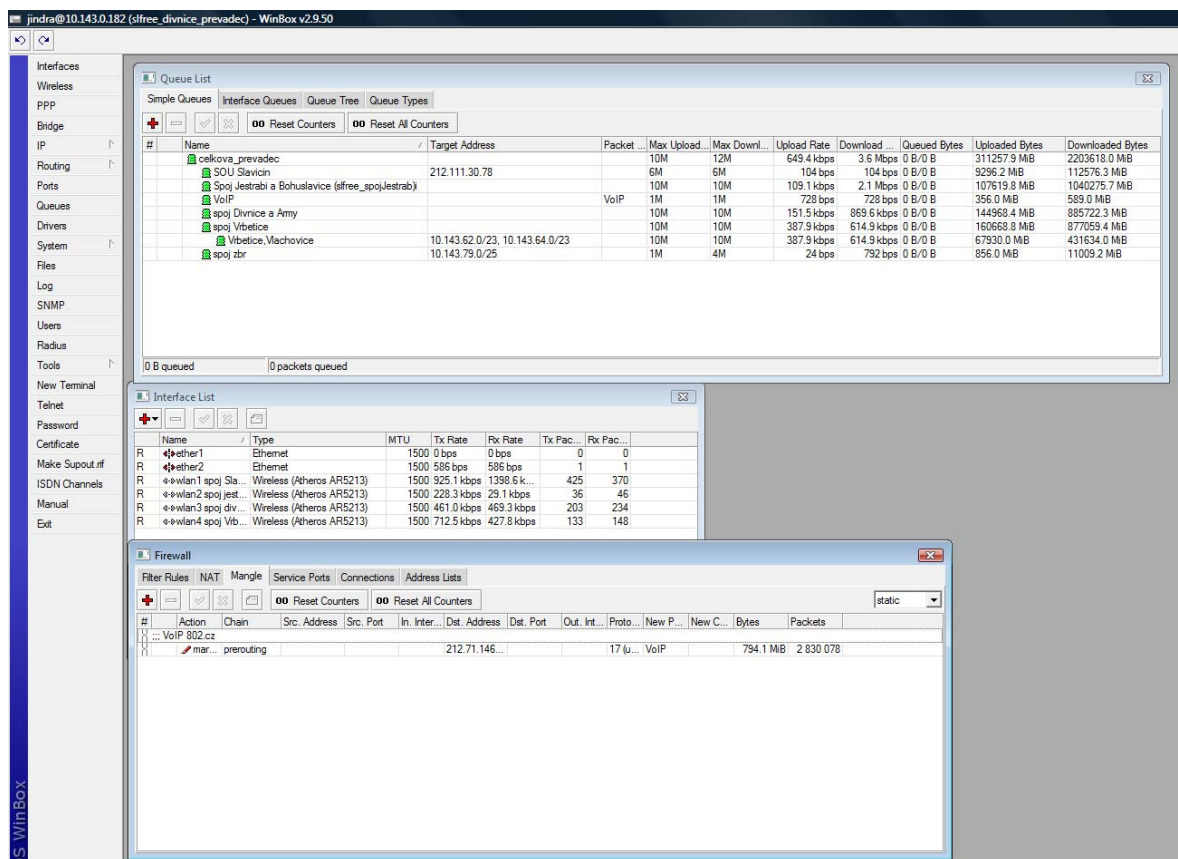 jindra@10.143.0.182 (slfree_divnice_prevadec) - WinBox v2.9.50
Interfaces
Wireless
PPP
Bridge
IP
Routing
Ports
Queues
Drivers
System
Files
Log
SNMP
Users
Radius
Tools
New Terminal
Telnet
Password
Certificate
Make Supout.rif
ISDN Channels
Manual
Exit
S WinBox
Queue List
Simple Queues Interface Queues Queue Tree Queue Types
00 Reset Counters 00 Reset All Counters
# Name / Target Address Packet ... Max Upload... Max Downl... Upload Rate Download ... Queued Bytes Uploaded Bytes Downloaded Bytes
celkova_prevadec 10M 12M 649.4 kbps 3.6 Mbps 0 B/0 B 311257.9 MiB 2203618.0 MiB
SOU Slavicin 212.111.30.78 6M 6M 104 bps 104 bps 0 B/0 B 9296.2 MiB 112576.3 MiB
Spoj Jestrabi a Bohuslavice (slfree_spojJestrab)i 10M 10M 109.1 kbps 2.1 Mbps 0 B/0 B 107619.8 MiB 1040275.7 MiB
VoIP VoIP 1M 1M 728 bps 728 bps 0 B/0 B 356.0 MiB 589.0 MiB
spoj Divnice a Army 10M 10M 151.5 kbps 869.6 kbps 0 B/0 B 144968.4 MiB 885722.3 MiB
spoj Vrbetice 10M 10M 387.9 kbps 614.9 kbps 0 B/0 B 160668.8 MiB 877059.4 MiB
Vrbetice,Vlachovice 10.143.62.0/23, 10.143.64.0/23 10M 10M 387.9 kbps 614.9 kbps 0 B/0 B 67930.0 MiB 431634.0 MiB
spoj zbr 10.143.79.0/25 1M 4M 24 bps 792 bps 0 B/0 B 856.0 MiB 11009.2 MiB
0 B queued 0 packets queued
Interface List
Name / Type MTU Tx Rate Rx Rate Tx Pac... Rx Pac...
R ether1 Ethernet 1500 0 bps 0 bps 0 0
R ether2 Ethernet 1500 586 bps 586 bps 1 1
R wlan1 spoj Sla... Wireless (Atheros AR5213) 1500 925.1 kbps 1398.6 k... 425 370
R wlan2 spoj jest... Wireless (Atheros AR5213) 1500 228.3 kbps 29.1 kbps 36 46
R wlan3 spoj div... Wireless (Atheros AR5213) 1500 461.0 kbps 469.3 kbps 203 234
R wlan4 spoj Vrb... Wireless (Atheros AR5213) 1500 712.5 kbps 427.8 kbps 133 148
Firewall
Filter Rules NAT Mangle Service Ports Connections Address Lists
00 Reset Counters 00 Reset All Counters static
# Action Chain Src. Address Src. Port In. Inter... Dst. Address Dst. Port Out. Int... Proto... New P... New C... Bytes Packets
::: VoIP 802.cz
mar... prerouting 212.71.146... 17 (u... VoIP 794.1 MiB 2 830 078